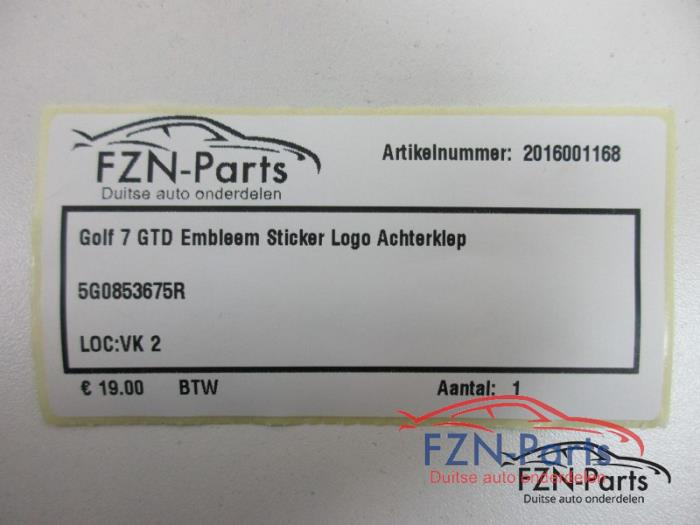 FZN-Parts
Duitse auto onderdelen
Artikelnummer: 2016001168
Golf 7 GTD Embleem Sticker Logo Achterklep
5G0853675R
LOC:VK 2
€ 19.00 BTW Aantal: 1
FZN-Parts
Duitse auto onderdelen
FZN-Parts
Duitse auto onderdelen